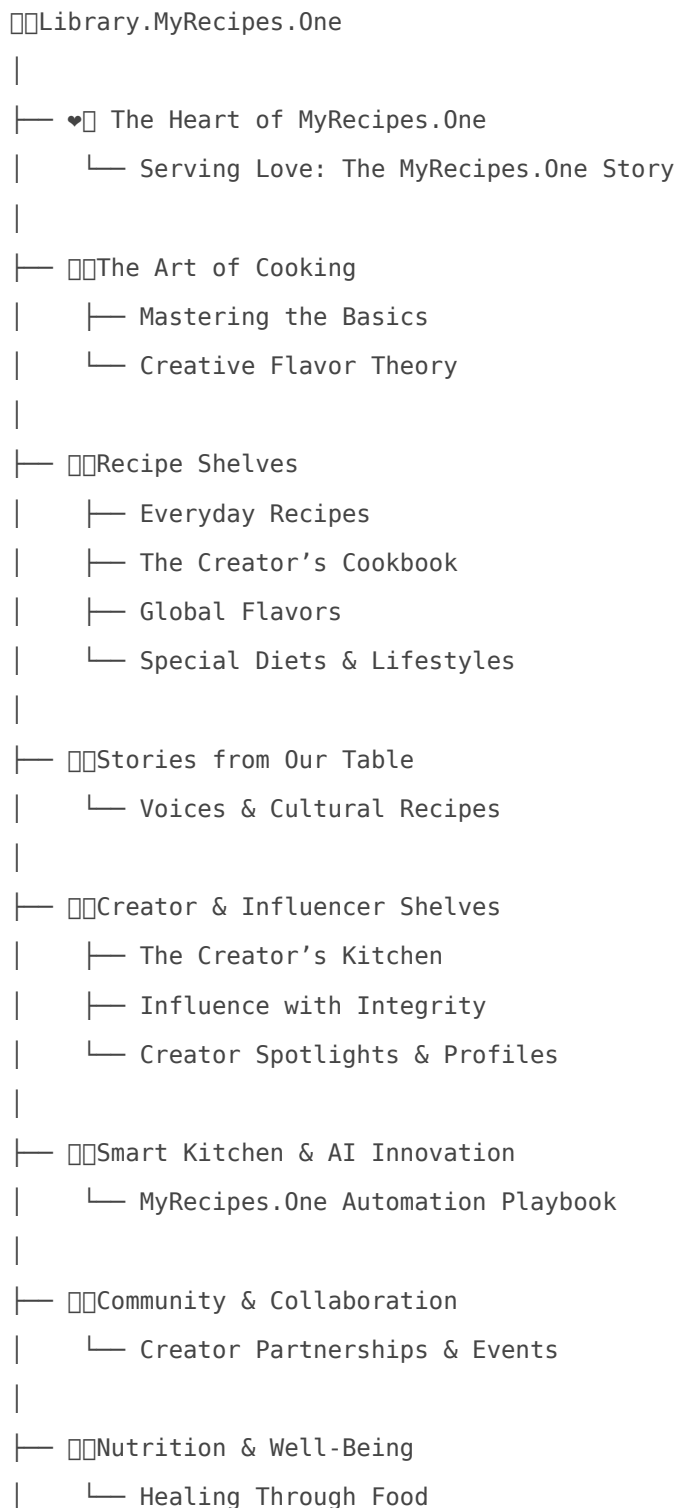 Library.MyRecipes.One
│
├── ❤ The Heart of MyRecipes.One
│   └── Serving Love: The MyRecipes.One Story
│
├── The Art of Cooking
│   ├── Mastering the Basics
│   └── Creative Flavor Theory
│
├── Recipe Shelves
│   ├── Everyday Recipes
│   ├── The Creator’s Cookbook
│   ├── Global Flavors
│   └── Special Diets & Lifestyles
│
├── Stories from Our Table
│   └── Voices & Cultural Recipes
│
├── Creator & Influencer Shelves
│   ├── The Creator’s Kitchen
│   ├── Influence with Integrity
│   └── Creator Spotlights & Profiles
│
├── Smart Kitchen & AI Innovation
│   └── MyRecipes.One Automation Playbook
│
├── Community & Collaboration
│   └── Creator Partnerships & Events
│
├── Nutrition & Well-Being
│   └── Healing Through Food